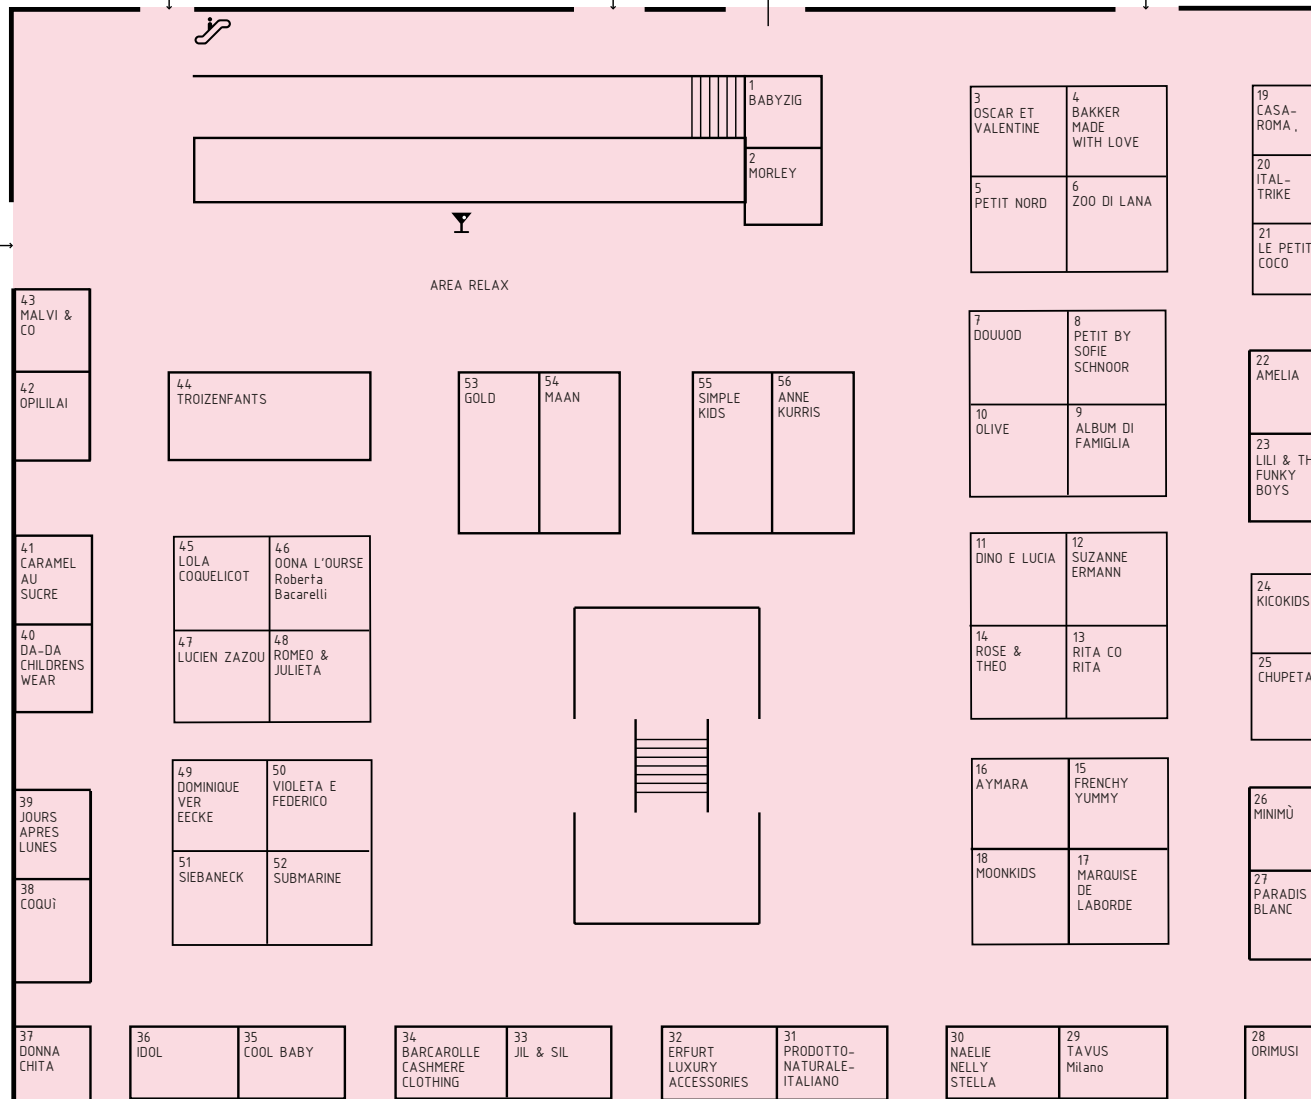 1
BABYZIG
2
MORLEY
3
OSCAR ET
VALENTINE
4
BAKKER
MADE
WITH LOVE
5
PETIT NORD
6
ZOO DI LANA
19
CASA-
ROMA,
20
ITAL-
TRIKE
21
LE PETIT
COCO
AREA RELAX
43
MALVI &
CO
42
OPILILAI
44
TROIZENFANTS
53
GOLD
54
MAAN
55
SIMPLE
KIDS
56
ANNE
KURRIS
7
DOUUOD
8
PETIT BY
SOFIE
SCHNOOR
10
OLIVE
9
ALBUM DI
FAMIGLIA
22
AMELIA
23
LILI & TH
FUNKY
BOYS
41
CARAMEL
AU
SUCRE
40
DA-DA
CHILDRENS
WEAR
45
LOLA
COQUELICOT
46
OONA L'OURSE
Roberta
Bacarelli
47
LUCIEN ZAZOU
48
ROMEO &
JULIETA
11
DINO E LUCIA
12
SUZANNE
ERMANN
14
ROSE &
THEO
13
RITA CO
RITA
24
KICOKIDS
25
CHUPETA
39
JOURS
APRES
LUNES
38
COQUì
49
DOMINIQUE
VER
EECKE
50
VIOLETA E
FEDERICO
51
SIEBANECK
52
SUBMARINE
16
AYMARA
15
FRENCHY
YUMMY
18
MOONKIDS
17
MARQUISE
DE
LABORDE
26
MINIMÙ
27
PARADIS
BLANC
37
DONNA
CHITA
36
IDOL
35
COOL BABY
34
BARCAROLLE
CASHMERE
CLOTHING
33
JIL & SIL
32
ERFURT
LUXURY
ACCESSORIES
31
PRODOTTO-
NATURALE-
ITALIANO
30
NAELIE
NELLY
STELLA
29
TAVUS
Milano
28
ORIMUSI